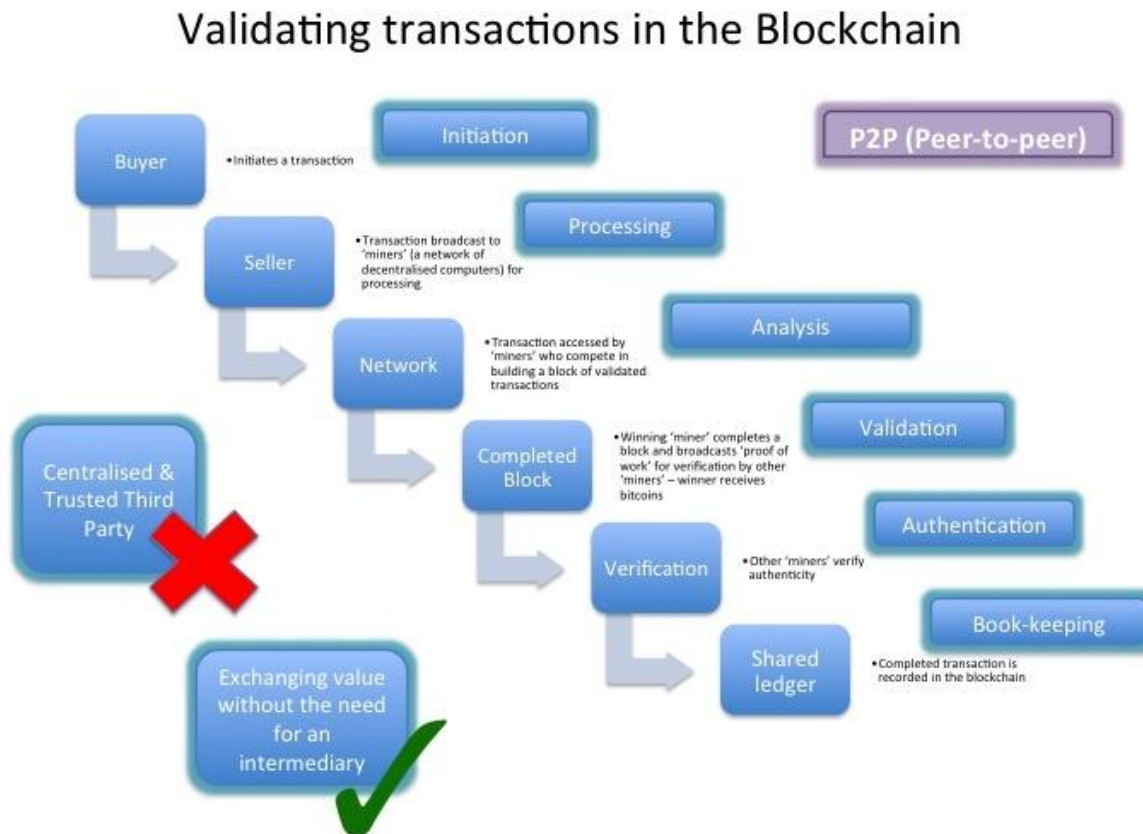 Validating transactions in the Blockchain
Buyer
•Initiates a transaction
Initiation
P2P (Peer-to-peer)
Seller
•Transaction broadcast to
'miners' (a network of
decentralised computers) for
processing
Processing
Network
•Transaction accessed by
'miners' who compete in
building a block of validated
transactions
Analysis
Completed
Block
•Winning 'miner' completes a
block and broadcasts 'proof of
work' for verification by other
'miners' – winner receives
bitcoins
Validation
Verification
•Other 'miners' verify
authenticity
Authentication
Shared
ledger
•Completed transaction is
recorded in the blockchain
Book-keeping
Centralised &
Trusted Third
Party
Exchanging value
without the need
for an
intermediary